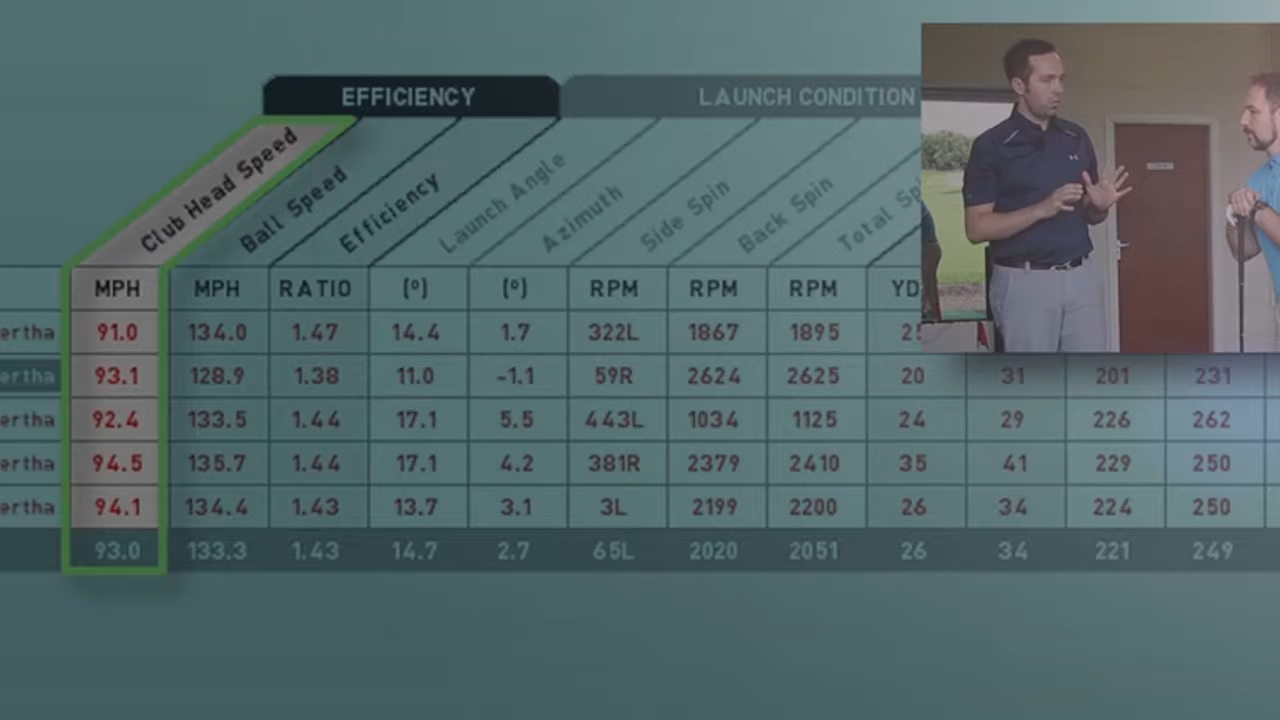 EFFICIENCY LAUNCH CONDITION
Club Head Speed Ball Speed Efficiency Launch Angle Azimuth Side Spin Back Spin Total
MPH MPH RATIO (º) (º) RPM RPM RPM
91.0 134.0 1.47 14.4 1.7 322L 1867 1895
93.1 128.9 1.38 11.0 -1.1 59R 2624 2625 20 31 201 231
92.4 133.5 1.44 17.1 5.5 443L 1034 1125 24 29 226 262
94.5 135.7 1.44 17.1 4.2 381R 2379 2410 35 41 229 250
94.1 134.4 1.43 13.7 3.1 3L 2199 2200 26 34 224 250
93.0 133.3 1.43 14.7 2.7 65L 2020 2051 26 34 221 249